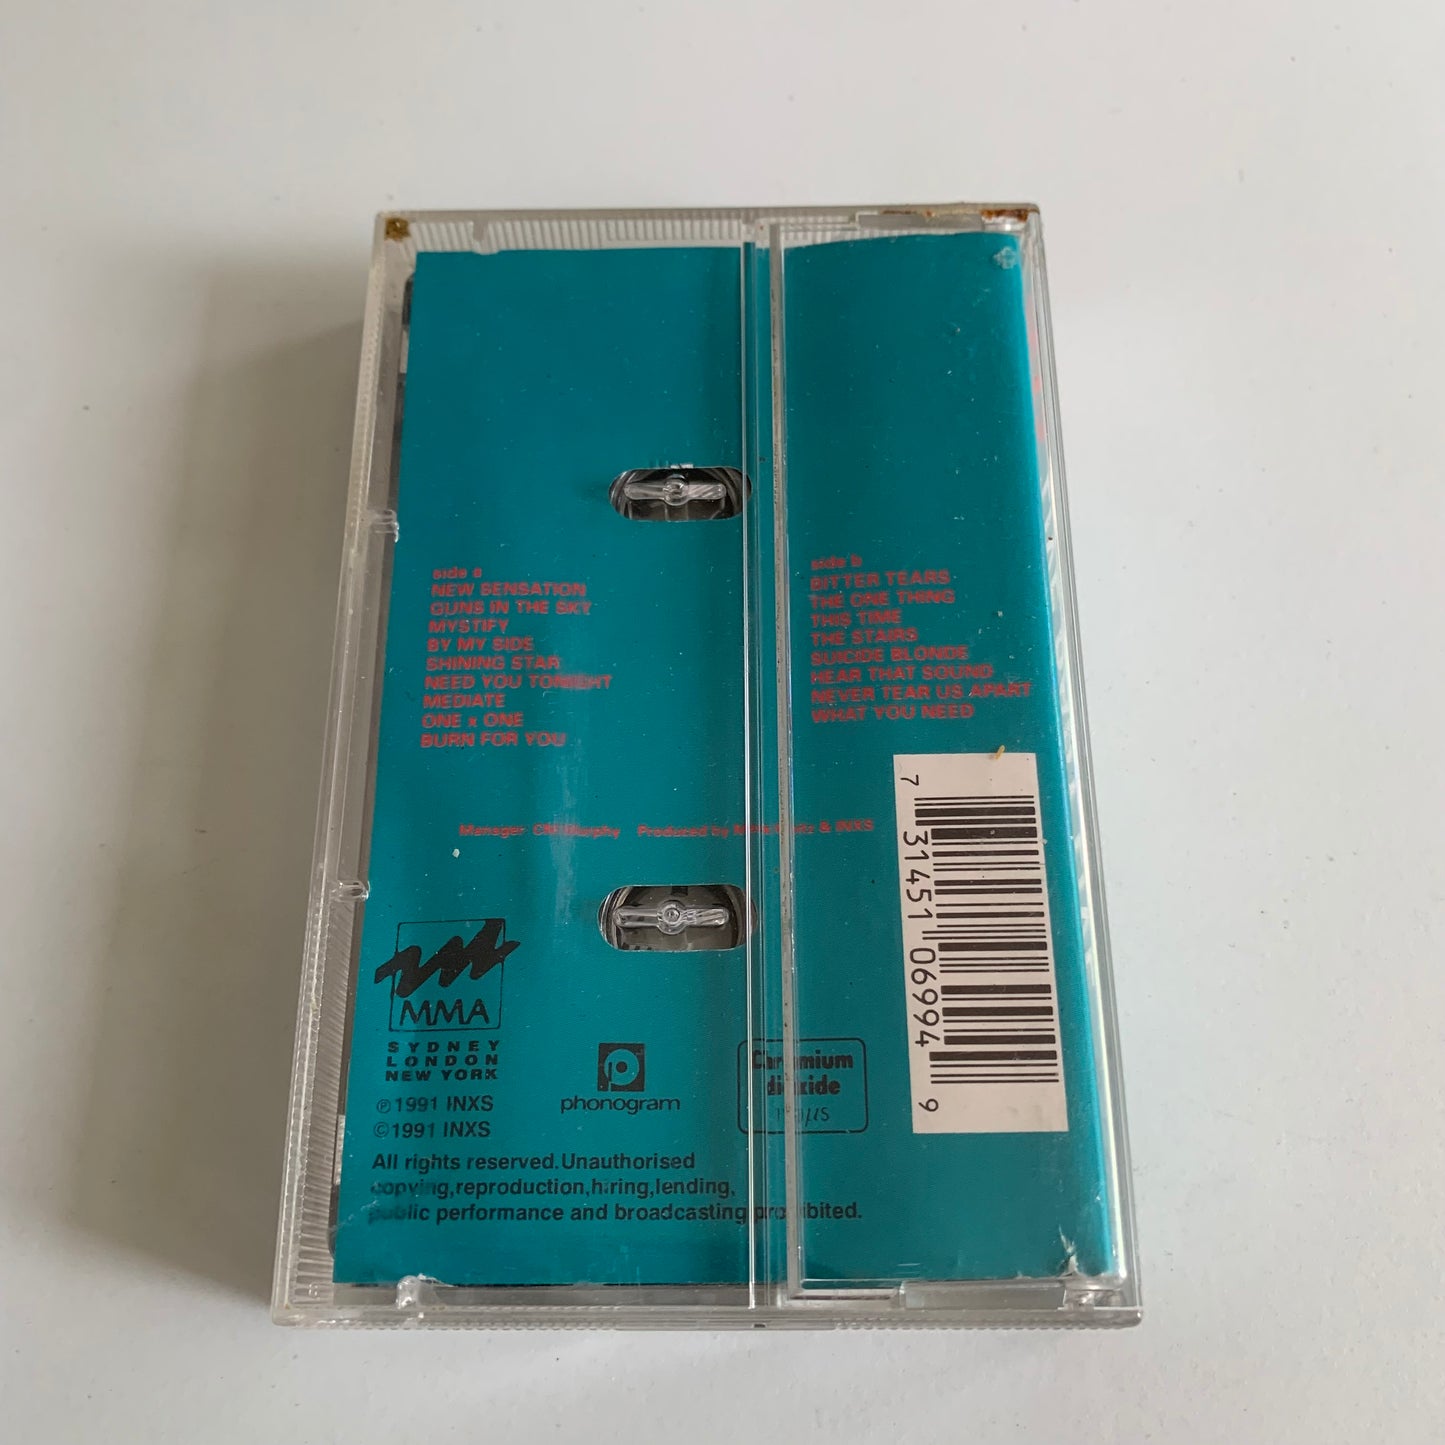 side a
NEW SENSATION
GUNS IN THE SKY
MYSTIFY
BY MY SIDE
SHINING STAR
NEED YOU TONIGHT
MEDIATE
ONE x ONE
BURN FOR YOU
side b
BITTER TEARS
THE ONE THING
THIS TIME
THE STAIRS
SUICIDE BLONDE
HEAR THAT SOUND
NEVER TEAR US APART
WHAT YOU NEED
Manager Murphy Produced by & INXS
MMA
SYDNEY
LONDON
NEW YORK
℗1991 INXS
©1991 INXS
phonogram
Chromium
dioxide
μs
All rights reserved. Unauthorised
copying, reproduction, hiring, lending,
public performance and broadcasting prohibited.
7 31451 06994 9